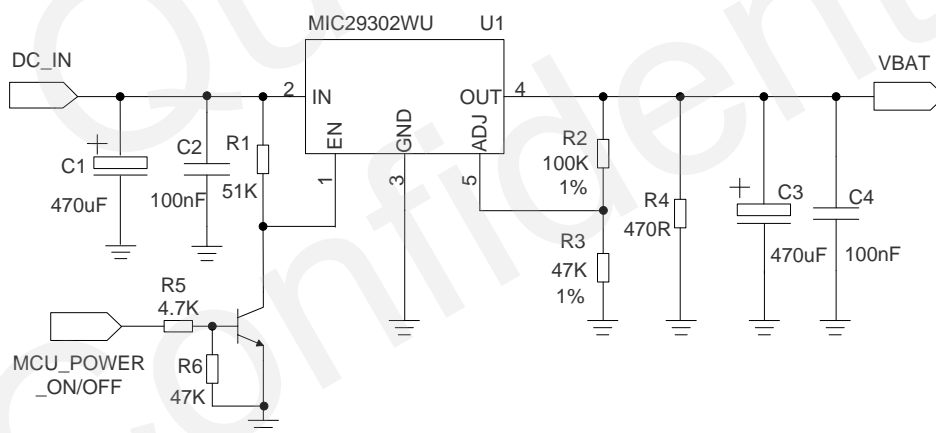 MIC29302WU U1
DC_IN
VBAT
2 IN
OUT 4
EN
GND
ADJ
1
3
5
C1
470uF
C2
100nF
R1
51K
R2
100K
1%
R3
47K
1%
R4
470R
C3
470uF
C4
100nF
R5
4.7K
MCU_POWER
_ON/OFF
R6
47K
Qu
Confident